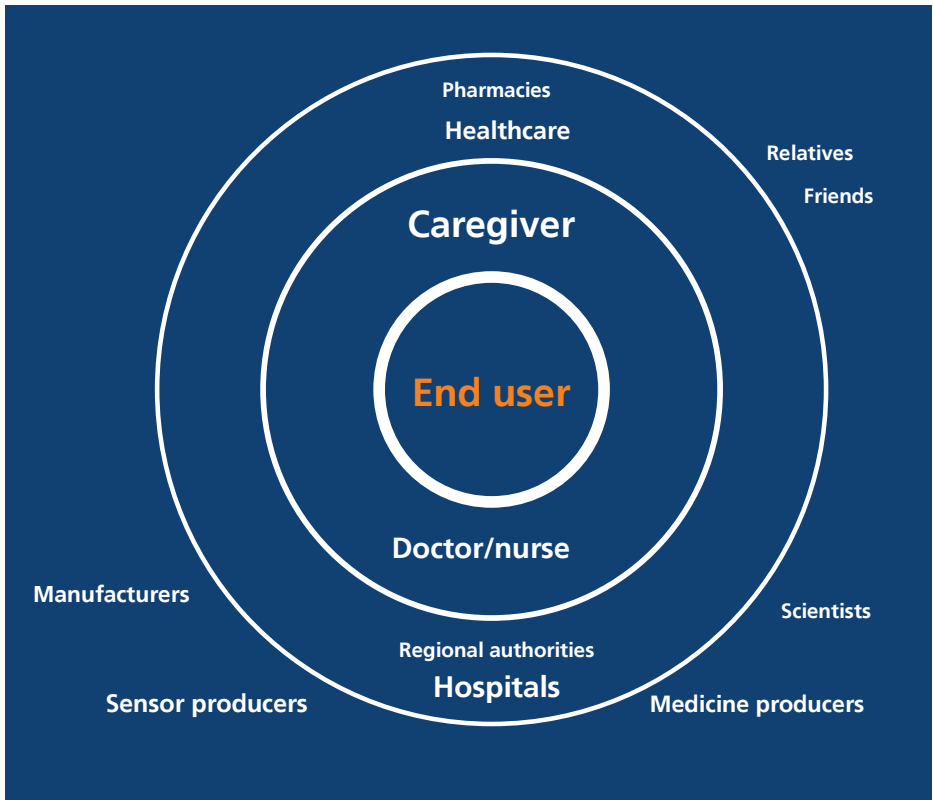 Pharmacies
Healthcare
Relatives
Friends
Caregiver
End user
Doctor/nurse
Manufacturers
Scientists
Regional authorities
Hospitals
Sensor producers
Medicine producers